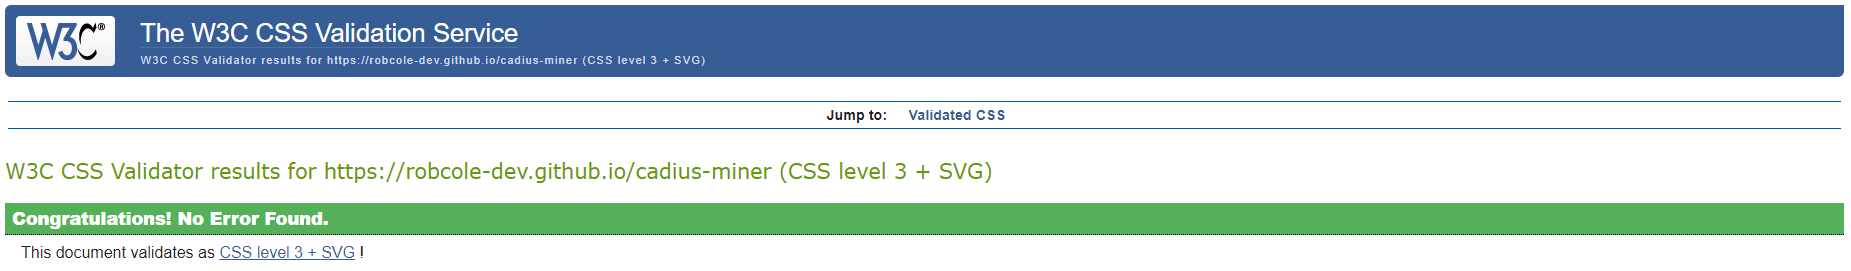 W3C®
The W3C CSS Validation Service
W3C CSS Validator results for https://robcole-dev.github.io/cadius-miner (CSS level 3 + SVG)
Jump to: Validated CSS
W3C CSS Validator results for https://robcole-dev.github.io/cadius-miner (CSS level 3 + SVG)
Congratulations! No Error Found.
This document validates as CSS level 3 + SVG !